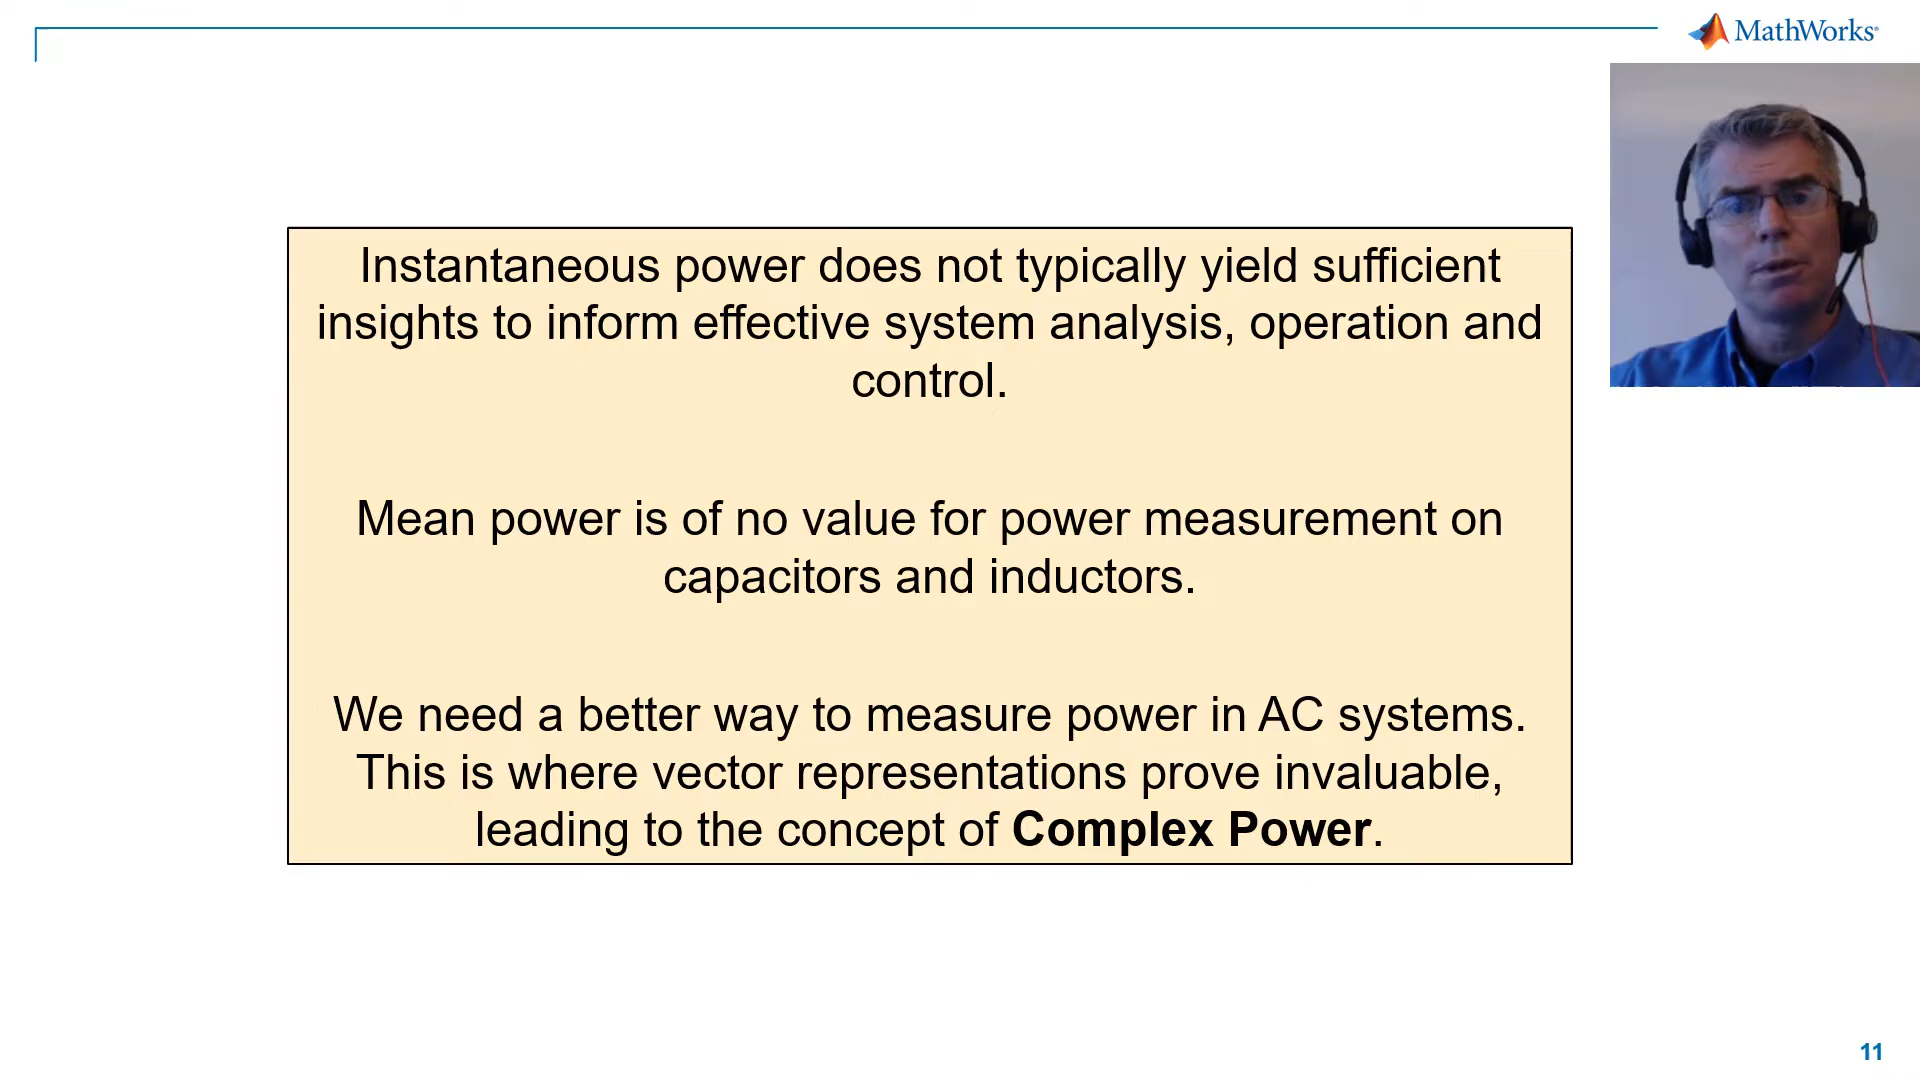 MathWorks
Instantaneous power does not typically yield sufficient
insights to inform effective system analysis, operation and
control.
Mean power is of no value for power measurement on
capacitors and inductors.
We need a better way to measure power in AC systems.
This is where vector representations prove invaluable,
leading to the concept of Complex Power.
11